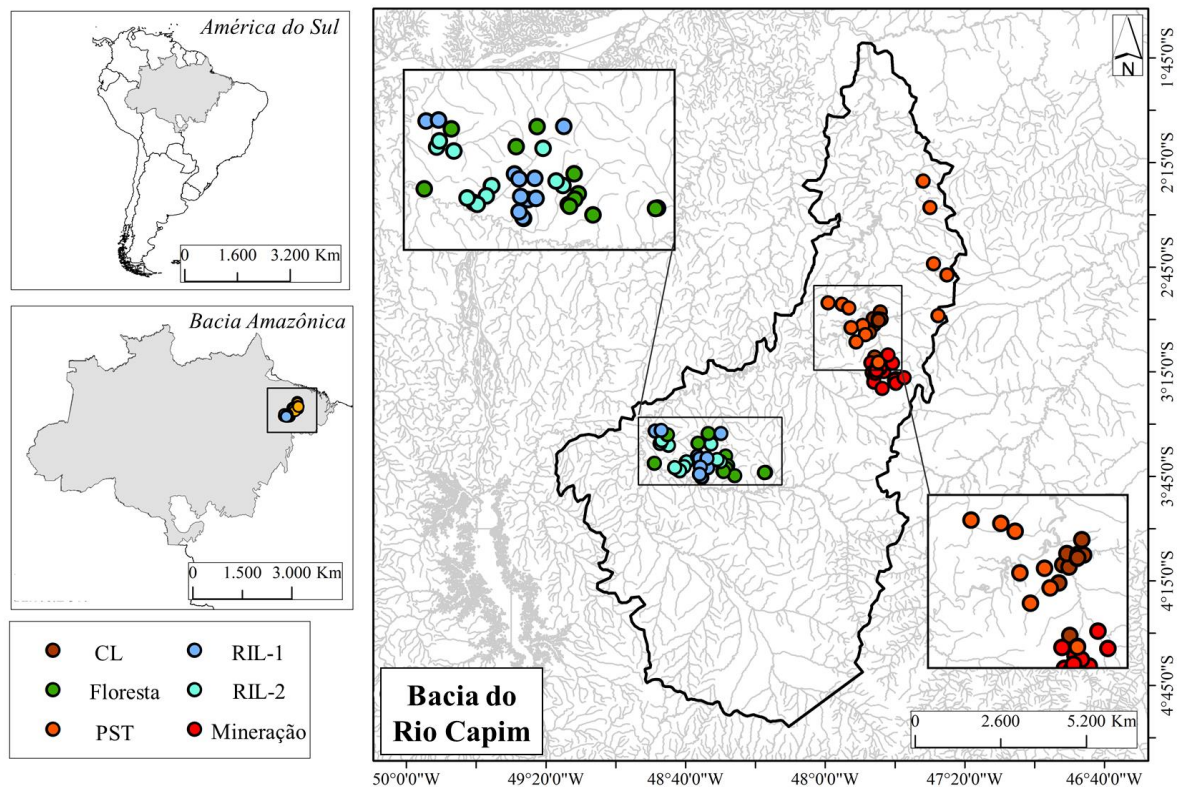 América do Sul
0 1.600 3.200 Km
Bacia Amazônica
0 1.500 3.000 Km
CL
Floresta
PST
RIL-1
RIL-2
Mineração
N
Bacia do
Rio Capim
0 2.600 5.200 Km
1°45'0"S
2°15'0"S
2°45'0"S
3°15'0"S
3°45'0"S
4°15'0"S
4°45'0"S
50°0'0"W
49°20'0"W
48°40'0"W
48°0'0"W
47°20'0"W
46°40'0"W